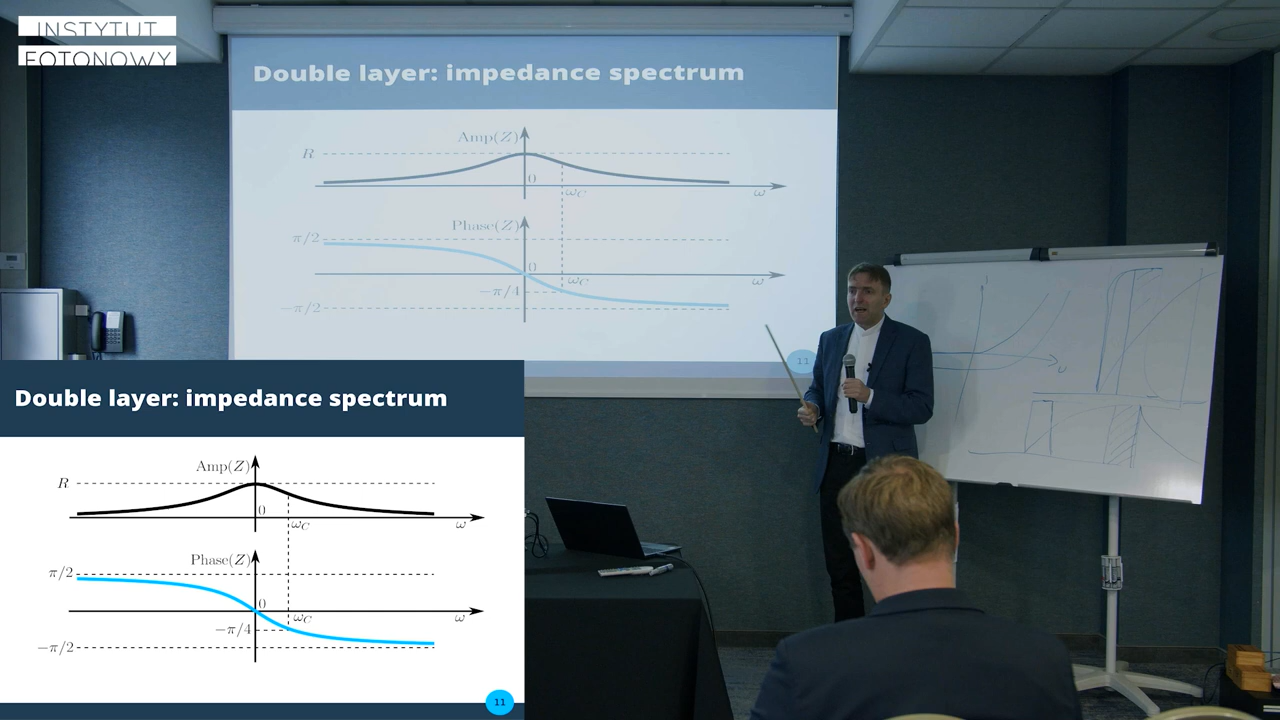 INSTYTUT
FOTONOWY
Double layer: impedance spectrum
Amp(Z)
R
0
ω_C
ω
Phase(Z)
π/2
0
ω_C
ω
−π/4
−π/2
11
Double layer: impedance spectrum
Amp(Z)
R
0
ω_C
ω
Phase(Z)
π/2
0
ω_C
ω
−π/4
−π/2
11